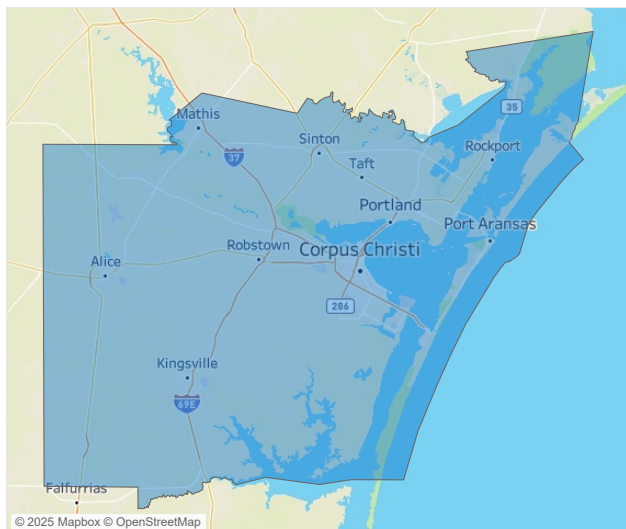 Mathis
35
Sinton
37
Rockport
Taft
Portland
Port Aransas
Robstown
Corpus Christi
Alice
286
Kingsville
69E
Falfurrias
© 2025 Mapbox © OpenStreetMap